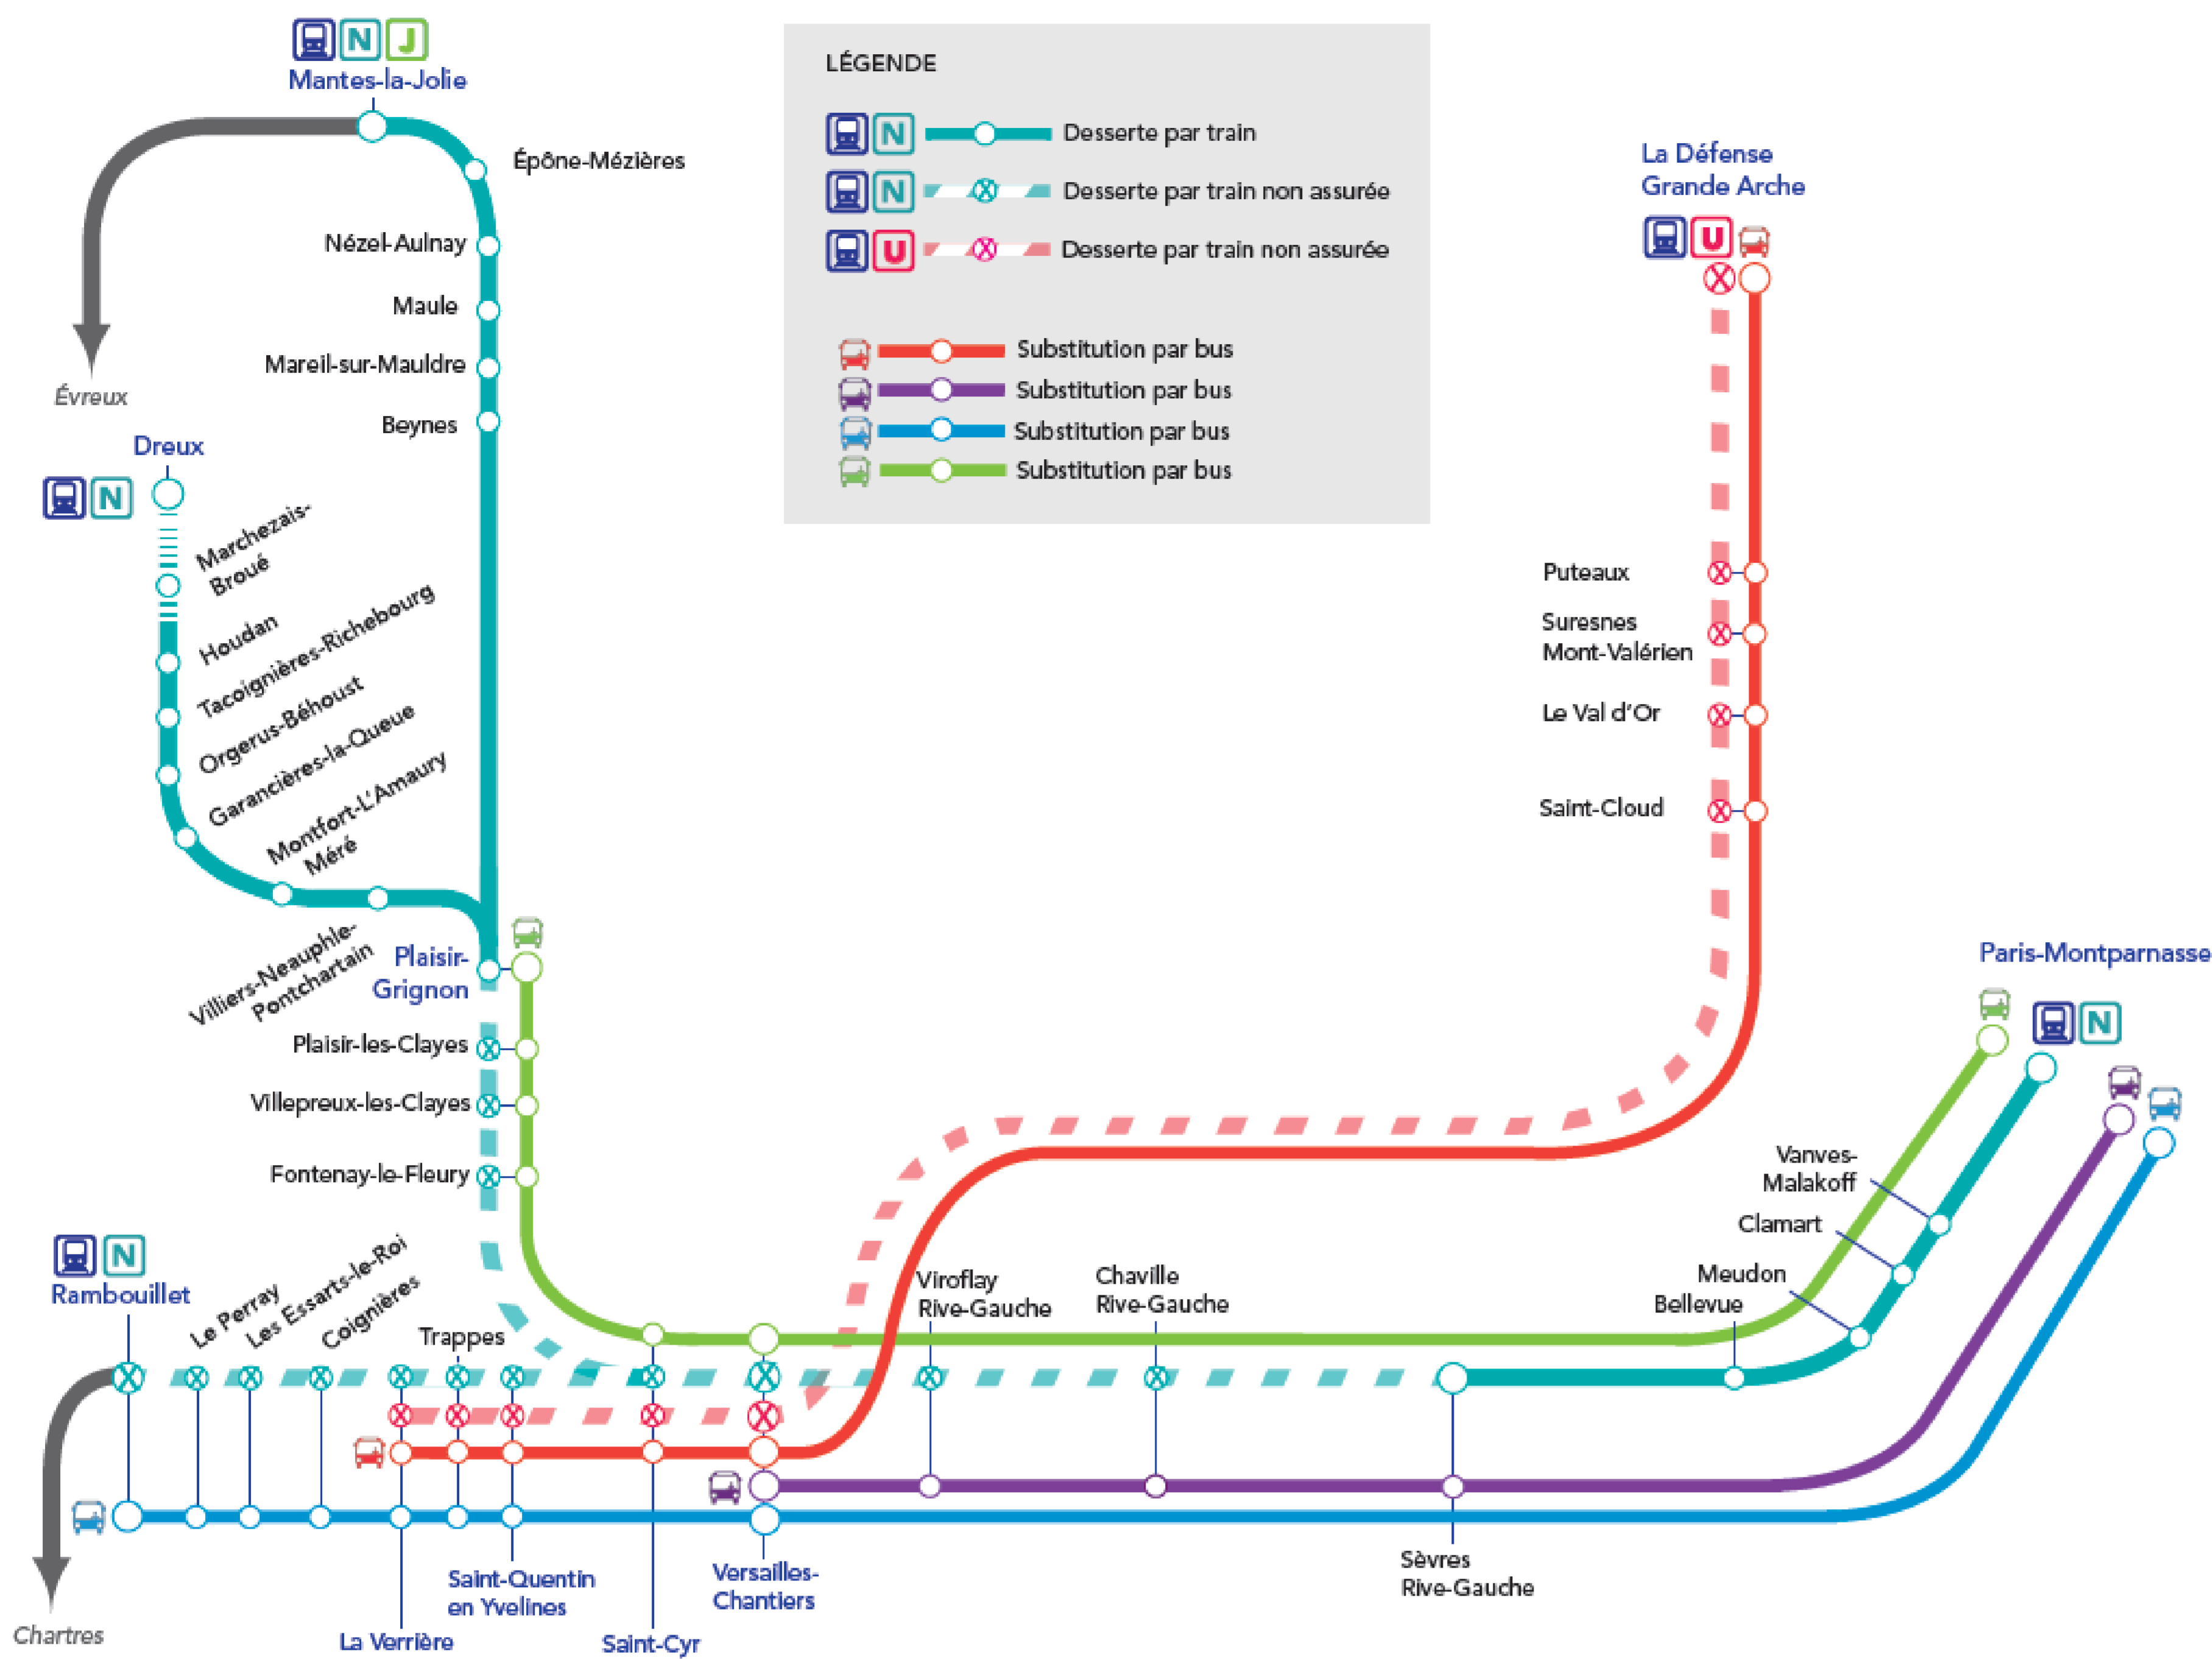 N J
Mantes-la-Jolie
Épône-Mézières
Nézel-Aulnay
Maule
Mareil-sur-Mauldre
Beynes
Évreux
Dreux
N
Marchezais-
Broué
Houdan
Tacoignières-Richebourg
Orgerus-Béhoust
Garancières-la-Queue
Montfort-L'Amaury
Méré
Villiers-Neauphle-
Pontchartain
Plaisir-
Grignon
Plaisir-les-Clayes
Villepreux-les-Clayes
Fontenay-le-Fleury
LÉGENDE
N Desserte par train
N Desserte par train non assurée
U Desserte par train non assurée
Substitution par bus
Substitution par bus
Substitution par bus
Substitution par bus
La Défense
Grande Arche
U
Puteaux
Suresnes
Mont-Valérien
Le Val d'Or
Saint-Cloud
Paris-Montparnasse
N
Vanves-
Malakoff
Clamart
Meudon
Bellevue
Chaville
Rive-Gauche
Viroflay
Rive-Gauche
N
Rambouillet
Le Perray
Les Essarts-le-Roi
Coignières
Trappes
Saint-Quentin
en Yvelines
La Verrière
Saint-Cyr
Versailles-
Chantiers
Sèvres
Rive-Gauche
Chartres